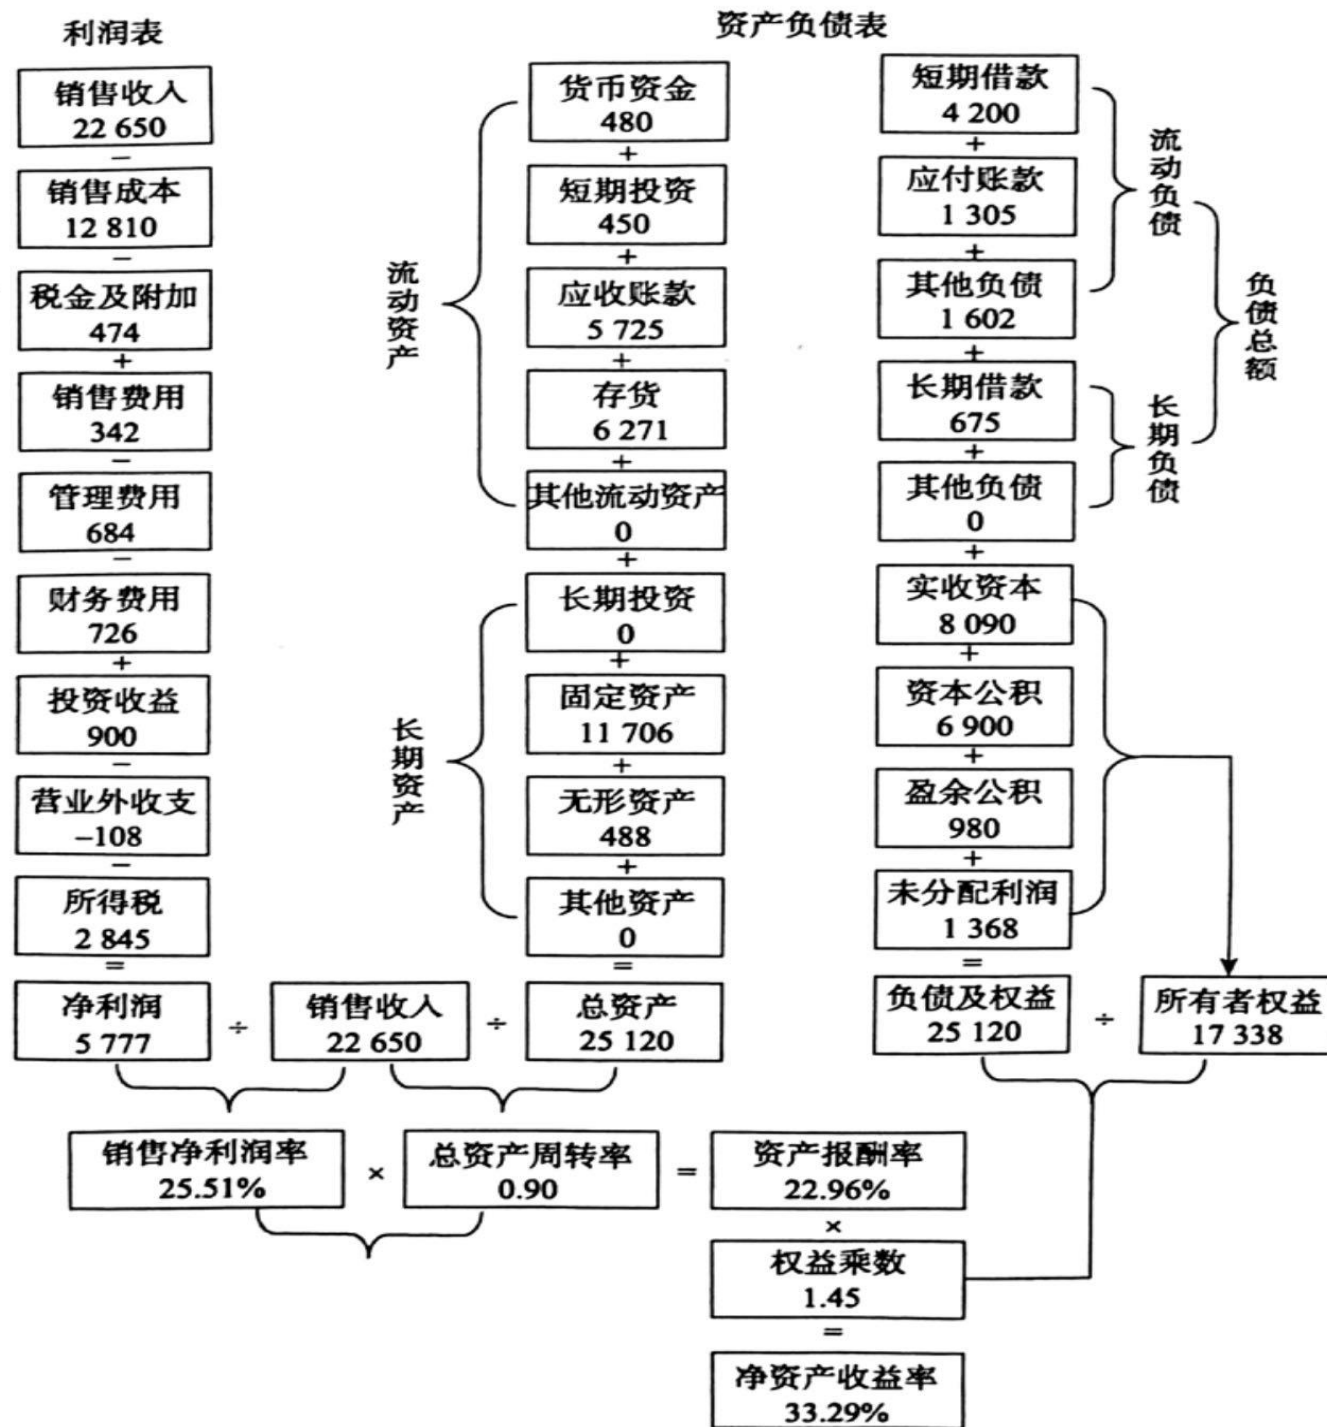 利润表
销售收入
22 650
−
销售成本
12 810
−
税金及附加
474
+
销售费用
342
−
管理费用
684
−
财务费用
726
+
投资收益
900
−
营业外收支
−108
−
所得税
2 845
=
净利润
5 777
÷
销售收入
22 650
÷
资产负债表
流动资产
货币资金
480
+
短期投资
450
+
应收账款
5 725
+
存货
6 271
+
其他流动资产
0
+
长期资产
长期投资
0
+
固定资产
11 706
+
无形资产
488
+
其他资产
0
=
总资产
25 120
短期借款
4 200
+
应付账款
1 305
+
其他负债
1 602
+
长期借款
675
+
其他负债
0
+
流动负债
长期负债
负债总额
实收资本
8 090
+
资本公积
6 900
+
盈余公积
980
+
未分配利润
1 368
=
负债及权益
25 120
÷
所有者权益
17 338
销售净利润率
25.51%
×
总资产周转率
0.90
=
资产报酬率
22.96%
×
权益乘数
1.45
=
净资产收益率
33.29%